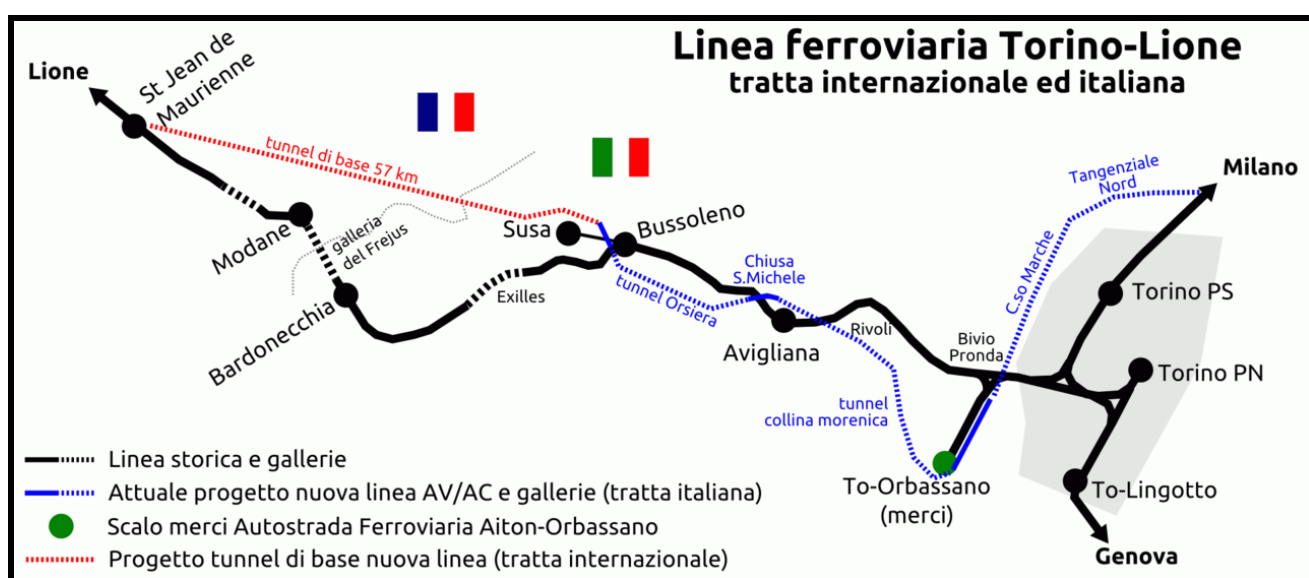 Linea ferroviaria Torino-Lione
tratta internazionale ed italiana
Lione
St Jean de
Maurienne
tunnel di base 57 km
Modane
galleria
del Frejus
Bardonecchia
Exilles
Susa
Bussoleno
tunnel Orsiera
Chiusa
S.Michele
Avigliana
Rivoli
tunnel
collina morenica
Bivio
Pronda
C.so Marche
Tangenziale
Nord
Milano
Torino PS
Torino PN
To-Orbassano
(merci)
To-Lingotto
Genova
Linea storica e gallerie
Attuale progetto nuova linea AV/AC e gallerie (tratta italiana)
Scalo merci Autostrada Ferroviaria Aiton-Orbassano
Progetto tunnel di base nuova linea (tratta internazionale)